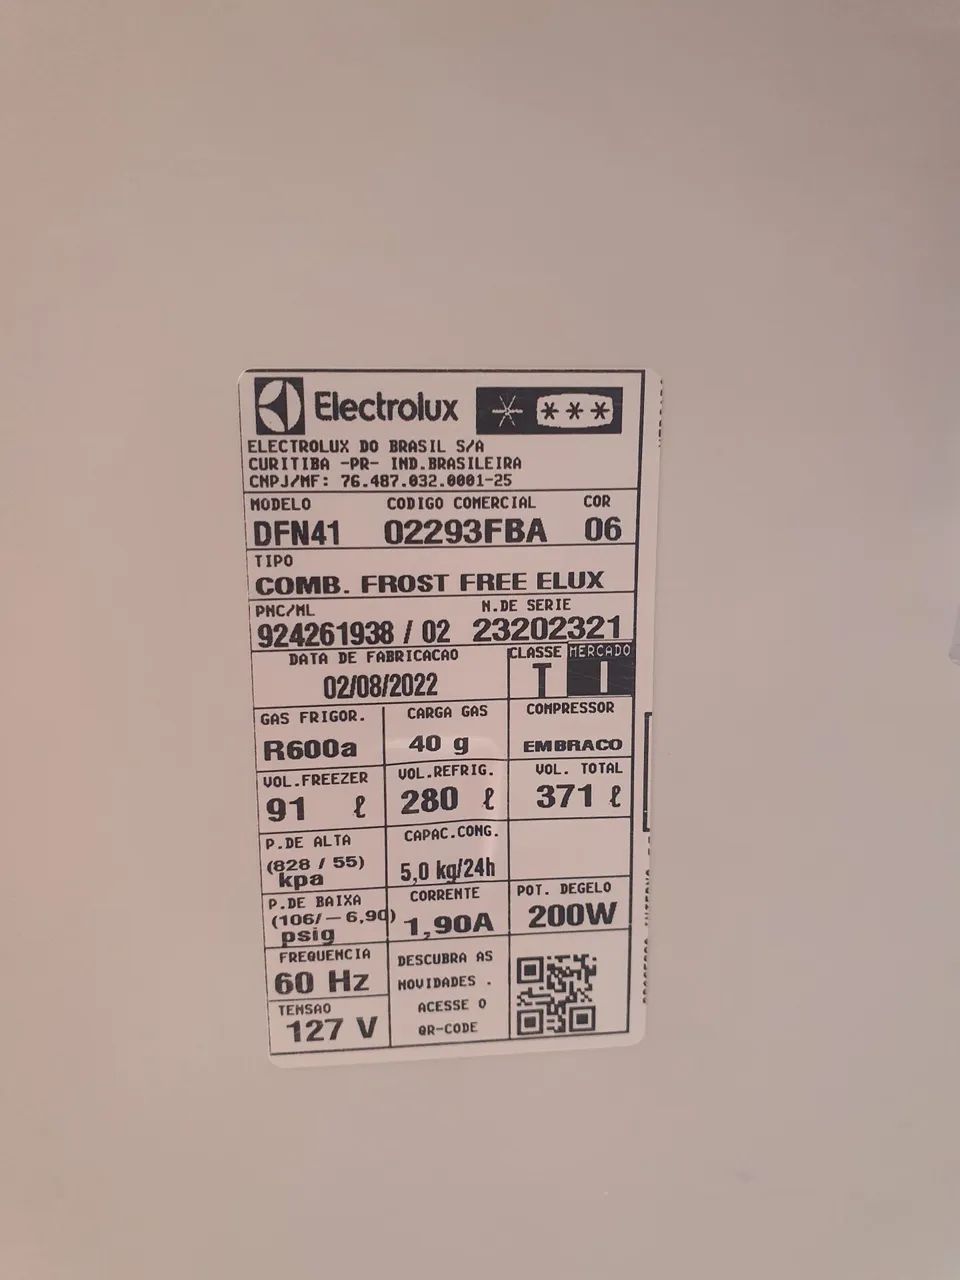 Electrolux * ***
ELECTROLUX DO BRASIL S/A
CURITIBA -PR- IND.BRASILEIRA
CNPJ/MF: 76.487.032.0001-25
MODELO CODIGO COMERCIAL COR
DFN41 02293FBA 06
TIPO
COMB. FROST FREE ELUX
PNC/ML N.DE SERIE
924261938 / 02 23202321
DATA DE FABRICACAO CLASSE MERCADO
02/08/2022 T I
GAS FRIGOR. CARGA GAS COMPRESSOR
R600a 40 g EMBRACO
VOL.FREEZER VOL.REFRIG. VOL. TOTAL
91 ℓ 280 ℓ 371 ℓ
P.DE ALTA CAPAC.CONG.
(828 / 55)
kpa 5,0 kg/24h
P.DE BAIXA CORRENTE POT. DEGELO
(106/-6,90)
psig 1,90A 200W
FREQUENCIA DESCUBRA AS
60 Hz NOVIDADES .
TENSAO ACESSE O
127 V QR-CODE